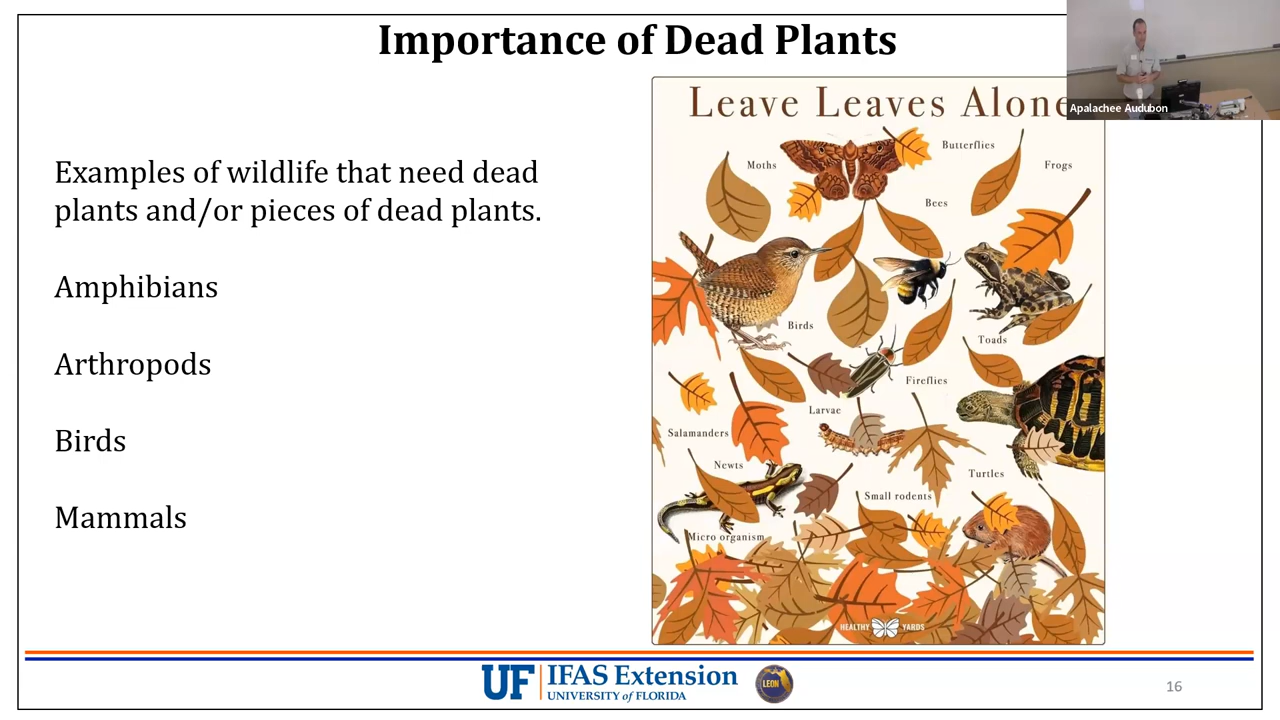 Importance of Dead Plants
Apalachee Audubon
Examples of wildlife that need dead
plants and/or pieces of dead plants.
Amphibians
Arthropods
Birds
Mammals
Leave Leaves Alone
Moths
Butterflies
Frogs
Bees
Birds
Toads
Fireflies
Larvae
Salamanders
Newts
Turtles
Small rodents
Micro organism
HEALTHY YARDS
UF IFAS Extension
UNIVERSITY of FLORIDA
LEON
16